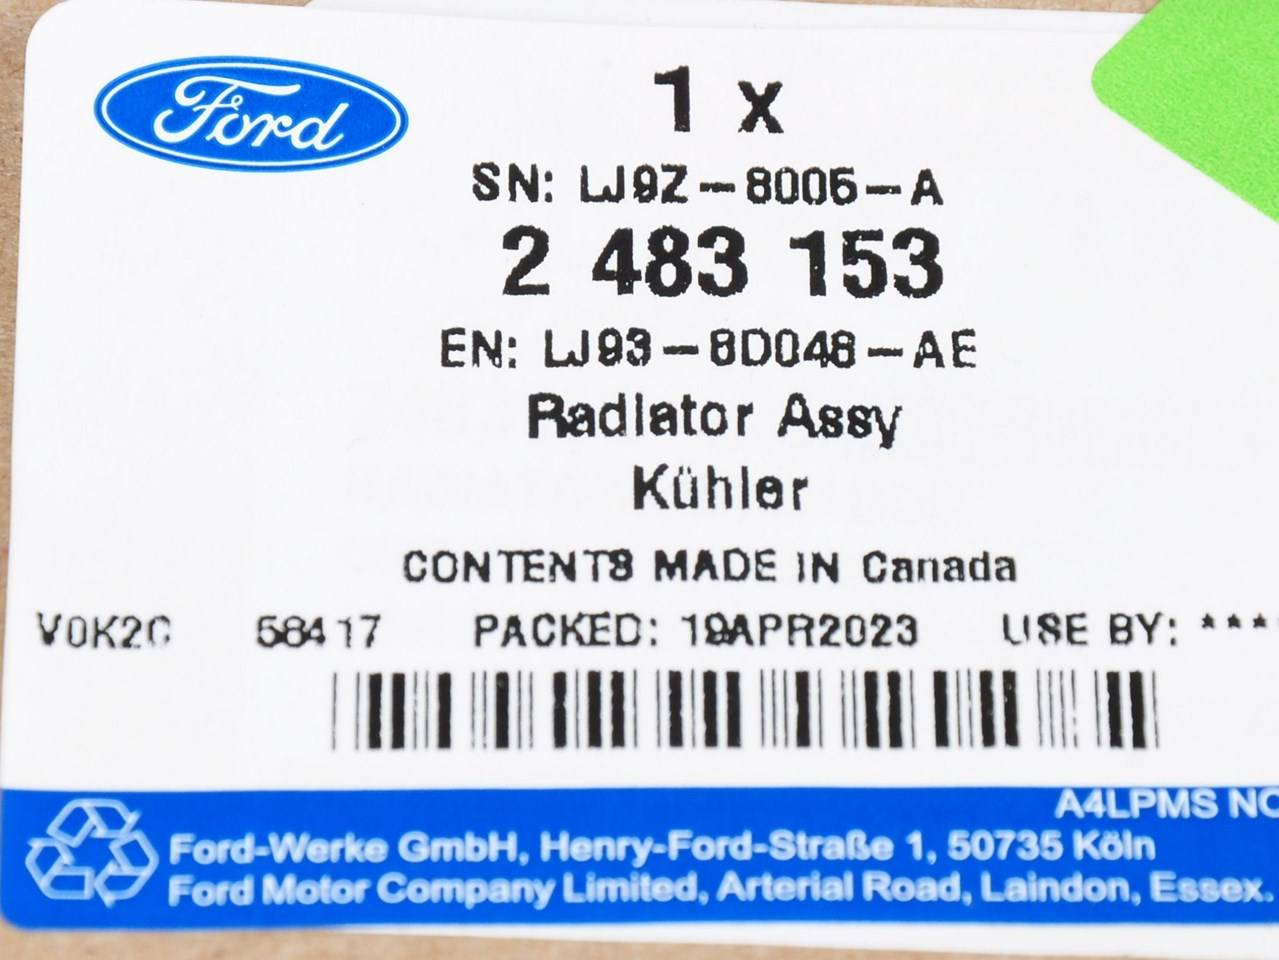 Ford
1 x
SN: LJ9Z-8005-A
2 483 153
EN: LJ93-8D048-AE
Radiator Assy
Kühler
CONTENTS MADE IN Canada
V0K2C 58417 PACKED: 19APR2023 USE BY: ***
A4LPMS NO
Ford-Werke GmbH, Henry-Ford-Straße 1, 50735 Köln
Ford Motor Company Limited, Arterial Road, Laindon, Essex.